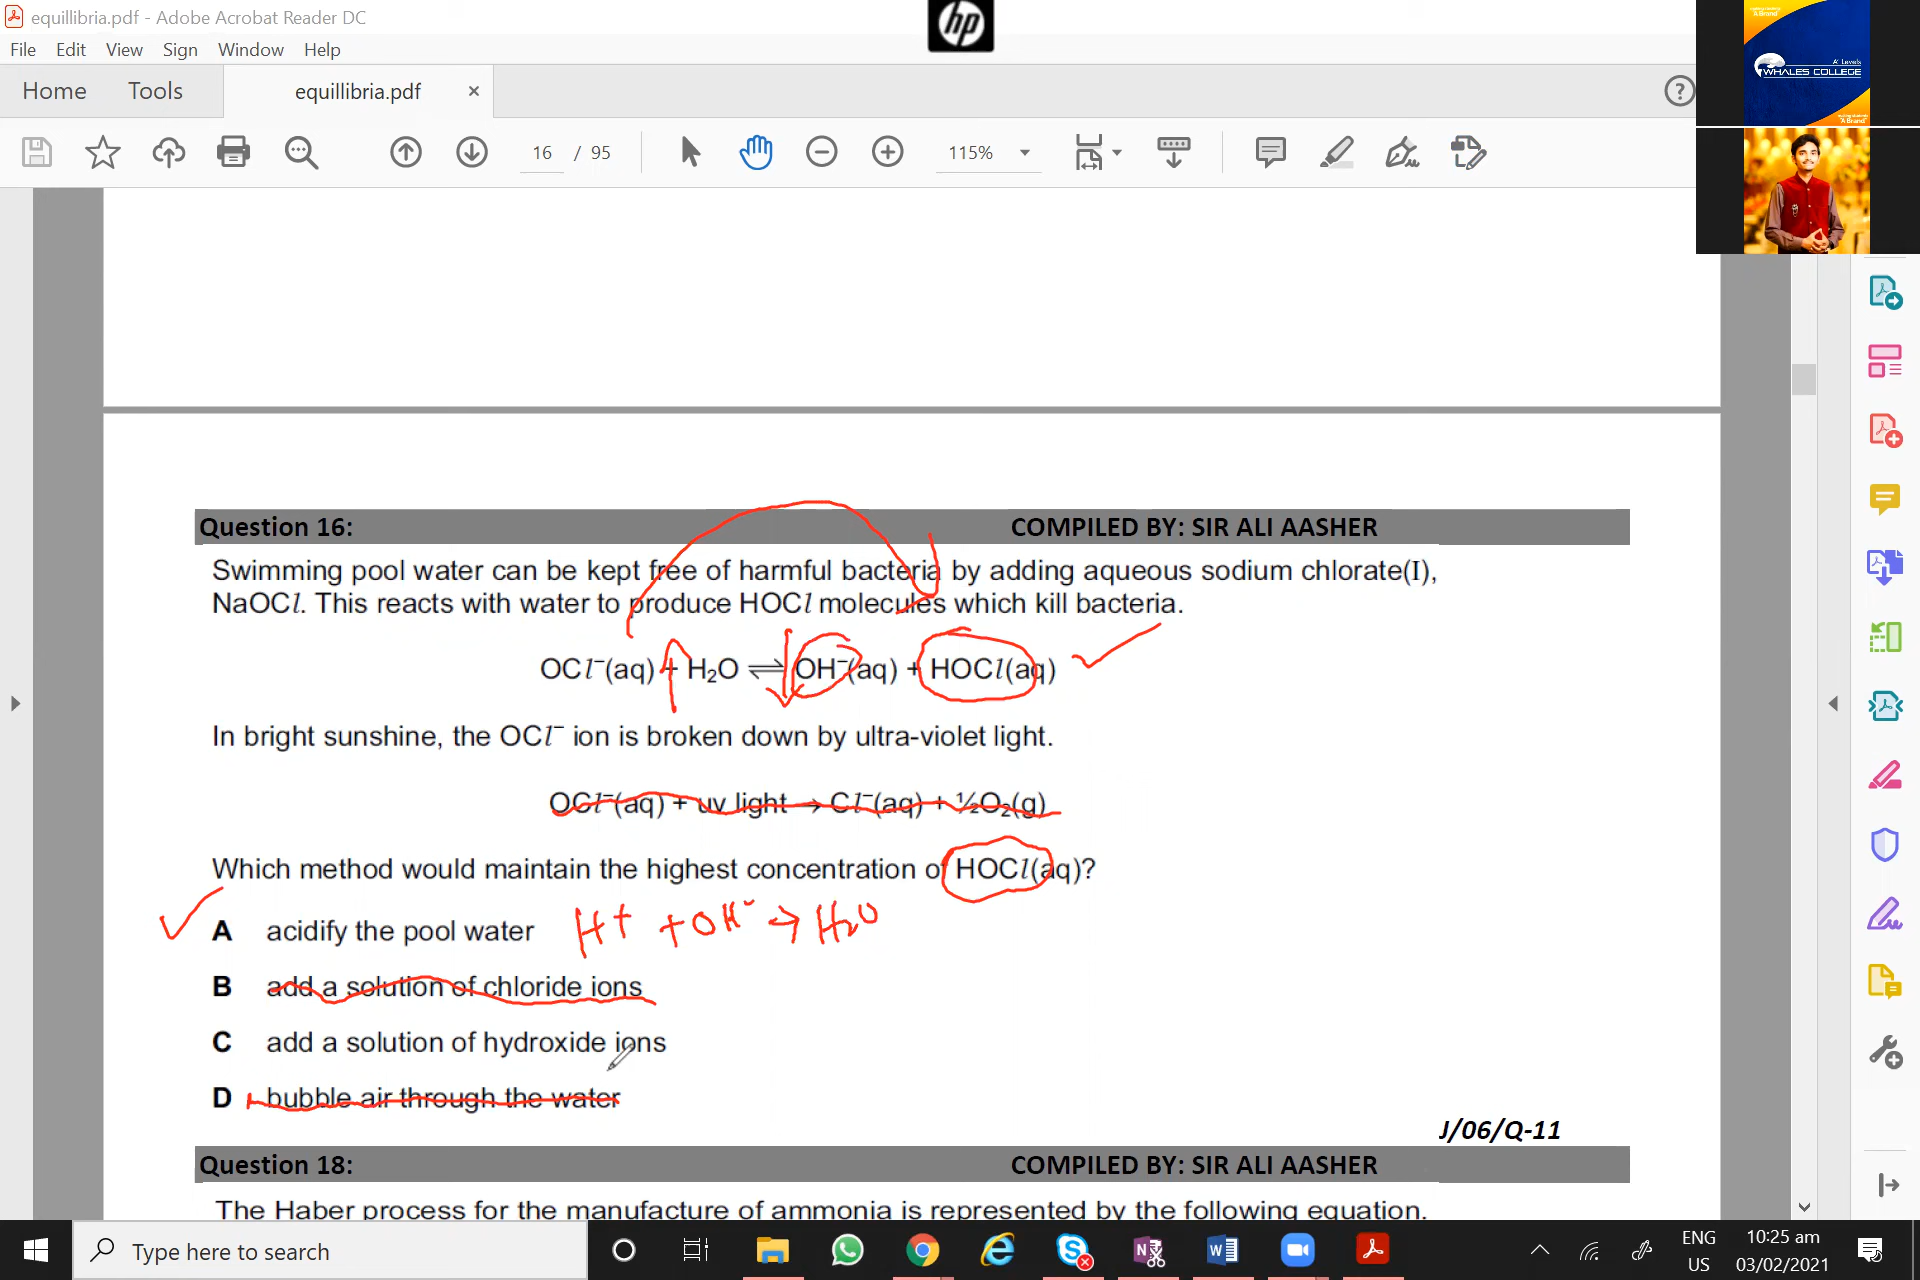 equillibria.pdf - Adobe Acrobat Reader DC
hp
File Edit View Sign Window Help
A' Levels
WHALES COLLEGE
Home Tools equillibria.pdf ×
?
16 / 95
115%
Question 16: COMPILED BY: SIR ALI AASHER
Swimming pool water can be kept free of harmful bacteria by adding aqueous sodium chlorate(I),
NaOCl. This reacts with water to produce HOCl molecules which kill bacteria.
OCl⁻(aq) + H₂O ⇌ OH⁻(aq) + HOCl(aq)
In bright sunshine, the OCl⁻ ion is broken down by ultra-violet light.
OCl⁻(aq) + uv light → Cl⁻(aq) + ½O₂(g)
Which method would maintain the highest concentration of HOCl(aq)?
A acidify the pool water H⁺ + OH⁻ → H₂O
B add a solution of chloride ions
C add a solution of hydroxide ions
D bubble air through the water
J/06/Q-11
Question 18: COMPILED BY: SIR ALI AASHER
The Haber process for the manufacture of ammonia is represented by the following equation.
Type here to search
ENG 10:25 am
US 03/02/2021